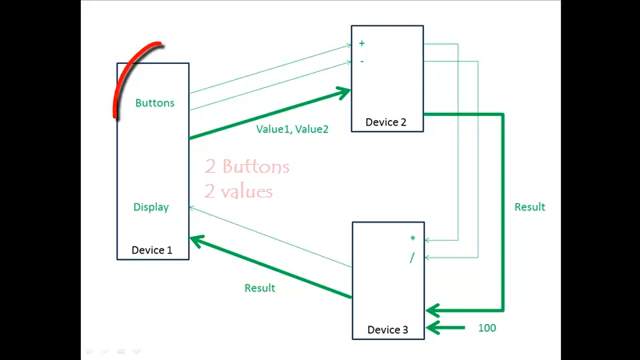 Buttons
Display
Device 1
Value1, Value2
2 Buttons
2 values
+
-
Device 2
Result
*
/
Device 3
100
Result